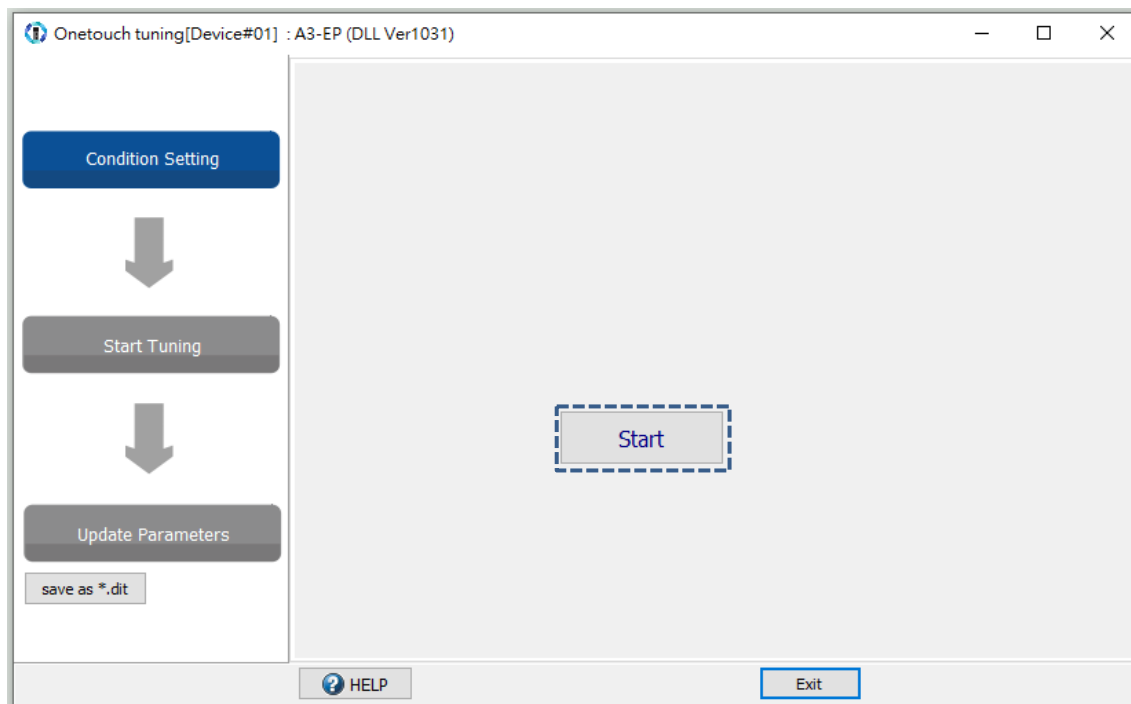 Onetouch tuning[Device#01] : A3-EP (DLL Ver1031)
Condition Setting
Start Tuning
Start
Update Parameters
save as *.dit
HELP
Exit